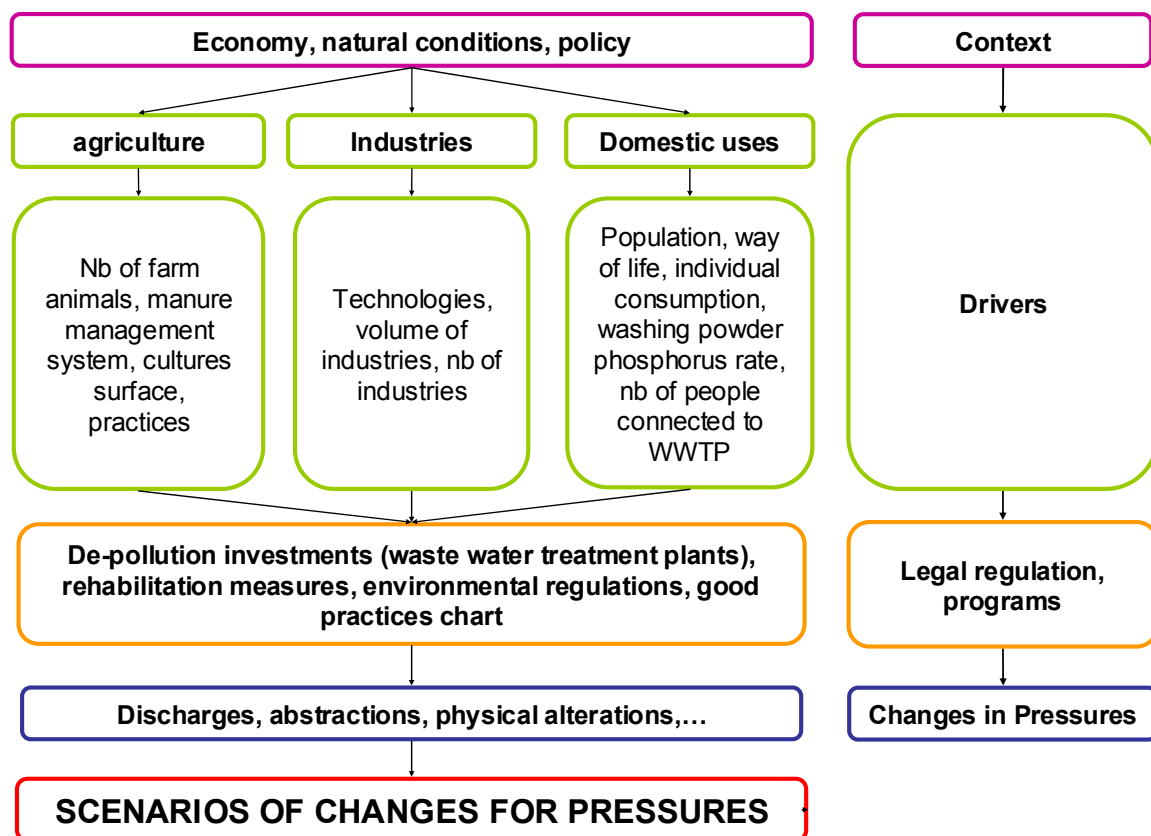 Economy, natural conditions, policy
Context
agriculture
Industries
Domestic uses
Nb of farm
animals, manure
management
system, cultures
surface,
practices
Technologies,
volume of
industries, nb of
industries
Population, way
of life, individual
consumption,
washing powder
phosphorus rate,
nb of people
connected to
WWTP
Drivers
De-pollution investments (waste water treatment plants),
rehabilitation measures, environmental regulations, good
practices chart
Legal regulation,
programs
Discharges, abstractions, physical alterations,...
Changes in Pressures
SCENARIOS OF CHANGES FOR PRESSURES